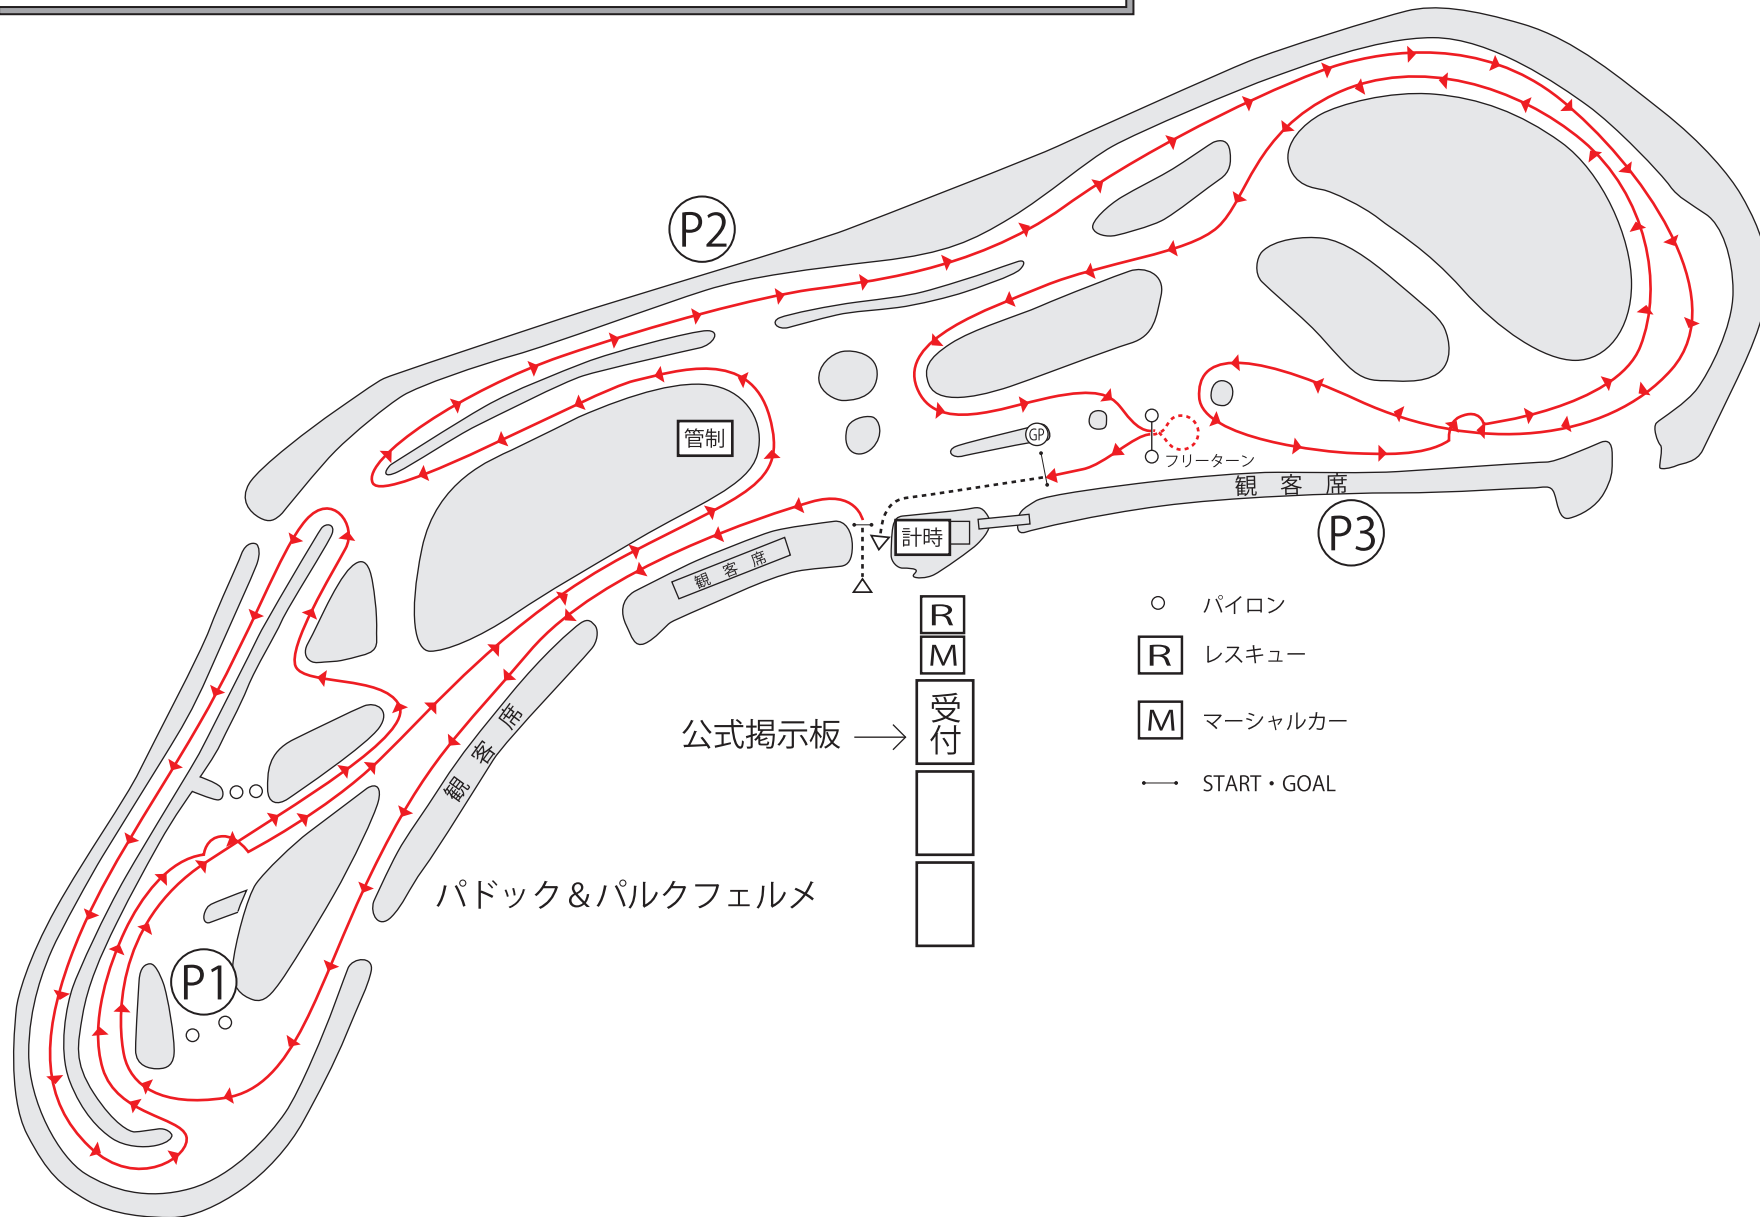 P2
管制
GP
フリーターン
観客席
P3
計時
観客席
R
M
受付
公式掲示板
パイロン
R レスキュー
M マーシャルカー
START・GOAL
観客席
パドック＆パルクフェルメ
P1